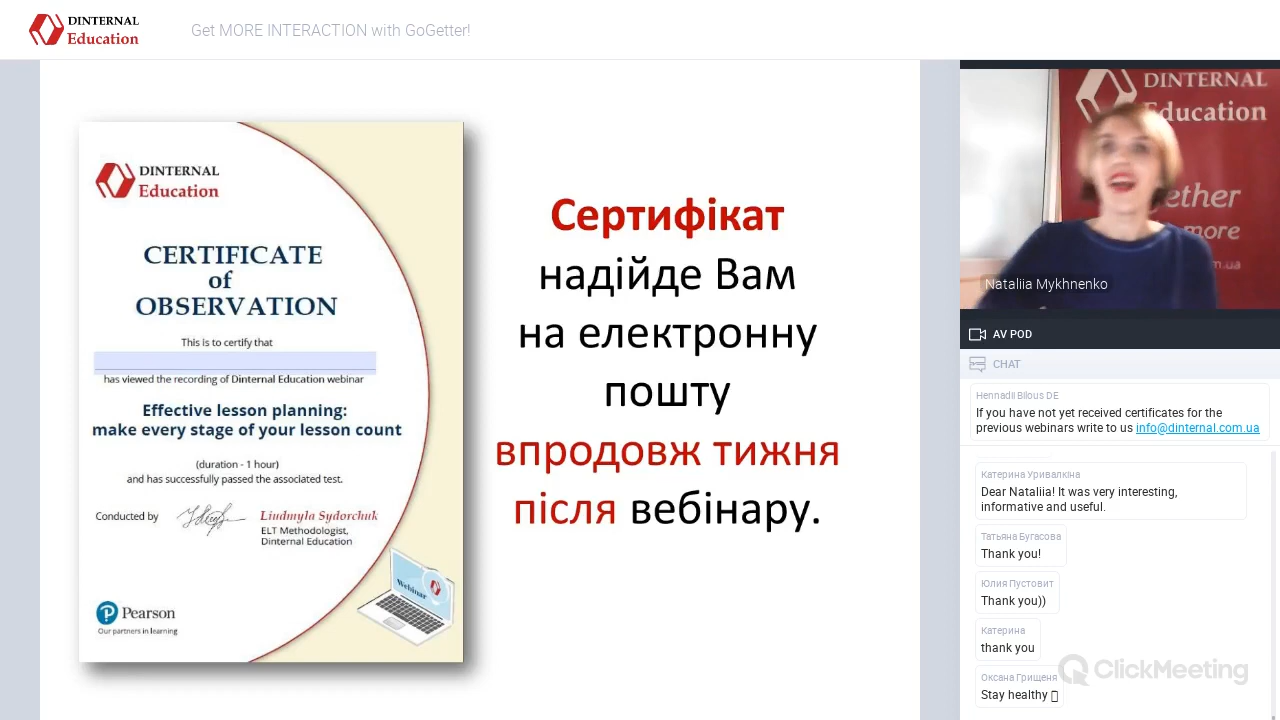 DINTERNAL
Education
Get MORE INTERACTION with GoGetter!
DINTERNAL
Education
CERTIFICATE
of
OBSERVATION
This is to certify that
has viewed the recording of Dinternal Education webinar
Effective lesson planning:
make every stage of your lesson count
(duration - 1 hour)
and has successfully passed the associated test.
Conducted by
Liudmyla Sydorchuk
ELT Methodologist,
Dinternal Education
Webinar
Pearson
Our partners in learning
Сертифікат
надійде Вам
на електронну
пошту
впродовж тижня
після вебінару.
DINTERNAL
Education
ether
more
m.ua
Nataliia Mykhnenko
AV POD
CHAT
Hennadii Bilous DE
If you have not yet received certificates for the
previous webinars write to us info@dinternal.com.ua
Катерина Уривалкіна
Dear Nataliia! It was very interesting,
informative and useful.
Татьяна Бугасова
Thank you!
Юлия Пустовит
Thank you))
Катерина
thank you
Оксана Грищеня
Stay healthy
ClickMeeting